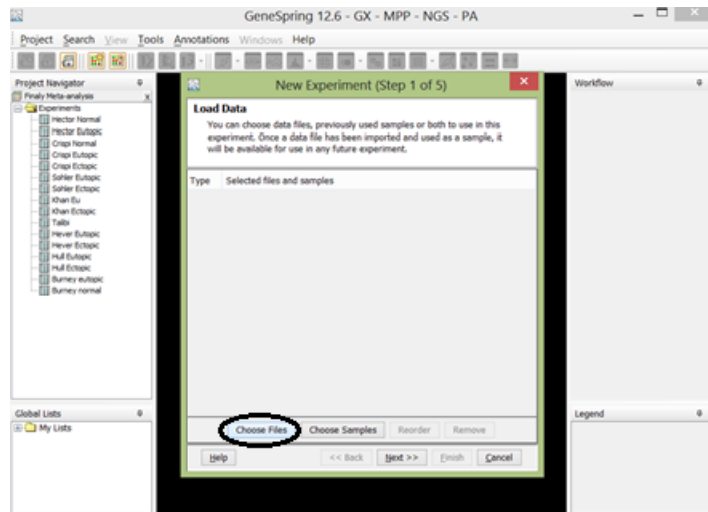 GeneSpring 12.6 - GX - MPP - NGS - PA
Project Search View Tools Annotations Windows Help
Project Navigator
Finaly Meta-analysis x
Experiments
Hector Normal
Hector Eutopic
Crispi Normal
Crispi Eutopic
Crispi Ectopic
Sohler Eutopic
Sohler Ectopic
Khan Eu
Khan Ectopic
Talbi
Hever Eutopic
Hever Ectopic
Hull Eutopic
Hull Ectopic
Burney eutopic
Burney normal
Global Lists
My Lists
New Experiment (Step 1 of 5)
Load Data
You can choose data files, previously used samples or both to use in this
experiment. Once a data file has been imported and used as a sample, it
will be available for use in any future experiment.
Type Selected files and samples
Choose Files Choose Samples Reorder Remove
Help << Back Next >> Finish Cancel
Workflow
Legend